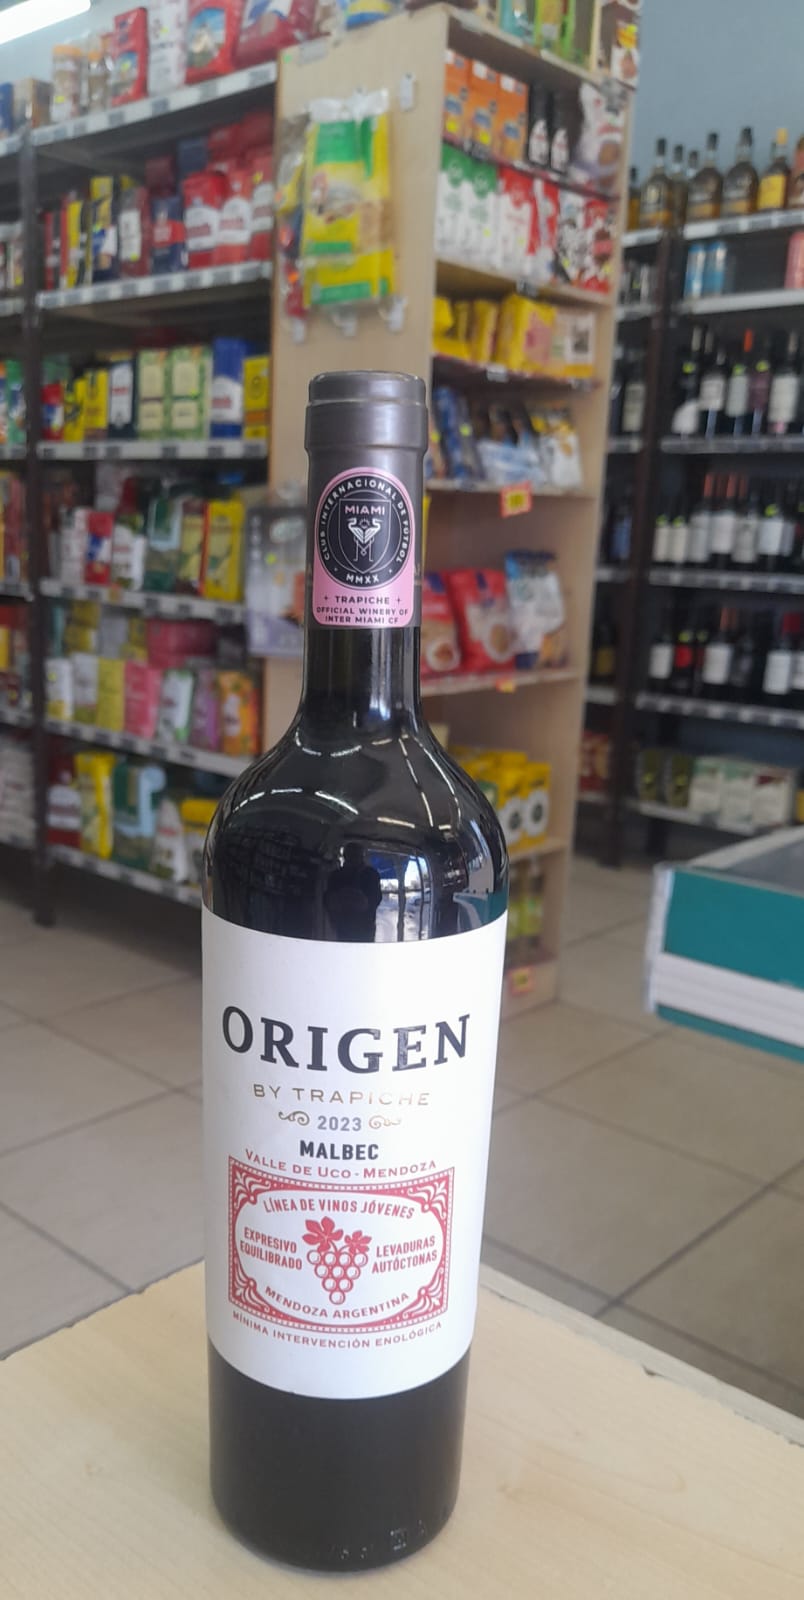 CLUB INTERNACIONAL DE FÚTBOL
MIAMI
MMXX
TRAPICHE
OFFICIAL WINERY OF
INTER MIAMI CF
ORIGEN
BY TRAPICHE
2023
MALBEC
VALLE DE UCO - MENDOZA
LÍNEA DE VINOS JÓVENES
EXPRESIVO
EQUILIBRADO
LEVADURAS
AUTÓCTONAS
MENDOZA ARGENTINA
MÍNIMA INTERVENCIÓN ENOLÓGICA